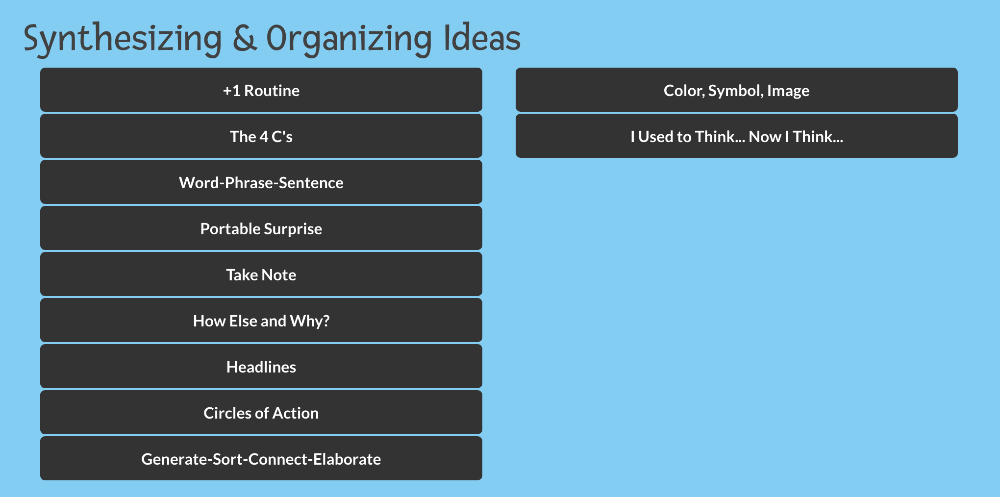 Synthesizing & Organizing Ideas
+1 Routine
The 4 C's
Word-Phrase-Sentence
Portable Surprise
Take Note
How Else and Why?
Headlines
Circles of Action
Generate-Sort-Connect-Elaborate
Color, Symbol, Image
I Used to Think... Now I Think...